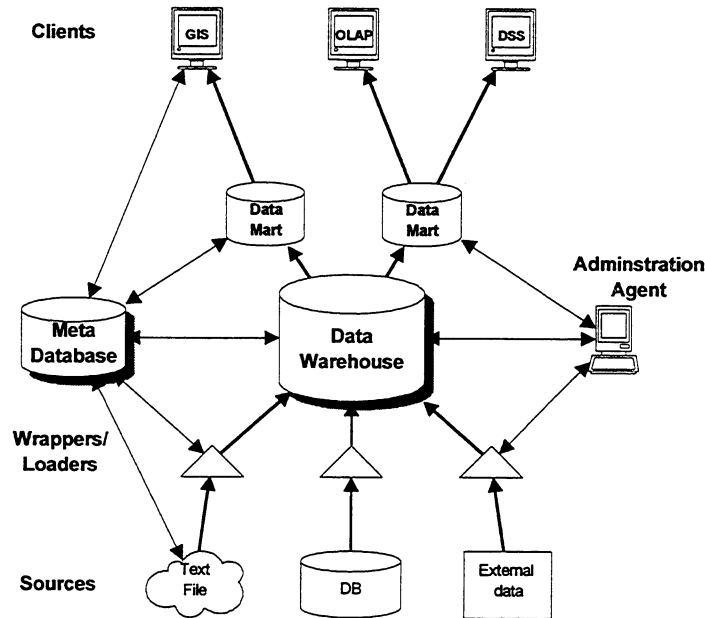 Clients
GIS
OLAP
DSS
Data
Mart
Data
Mart
Adminstration
Agent
Meta
Database
Data
Warehouse
Wrappers/
Loaders
Sources
Text
File
DB
External
data